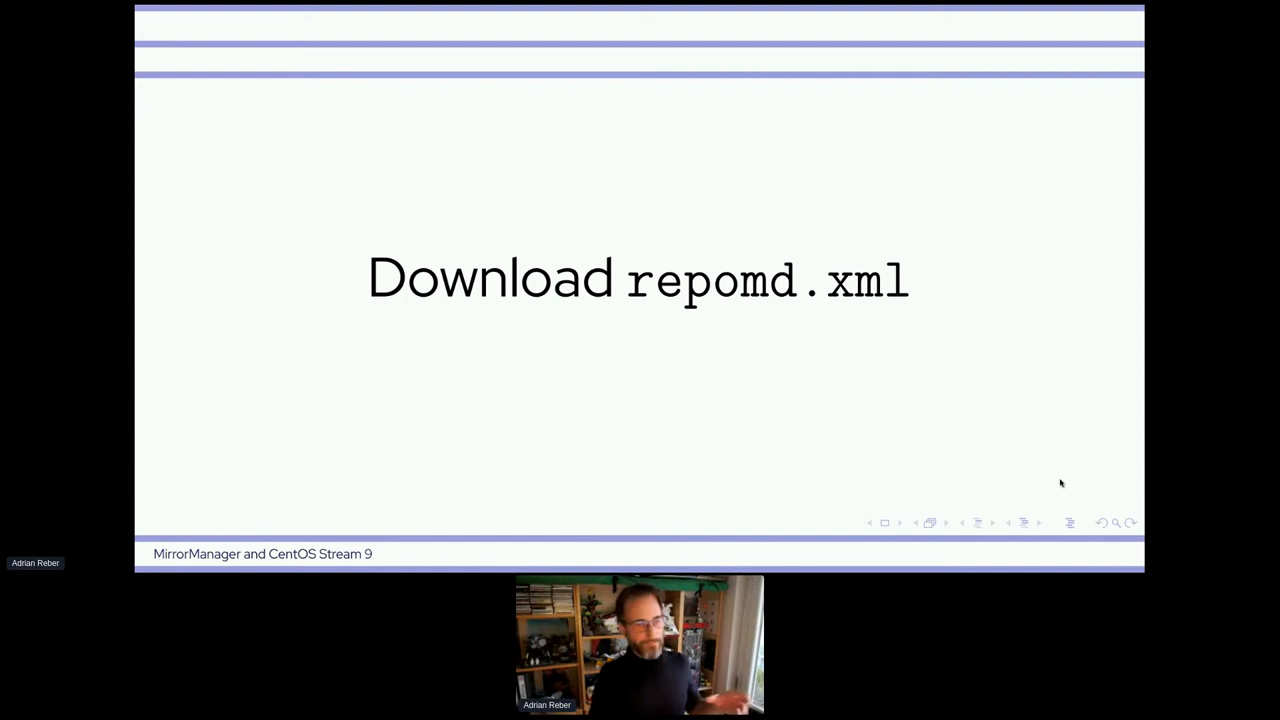 Download repomd.xml
MirrorManager and CentOS Stream 9
Adrian Reber
Adrian Reber